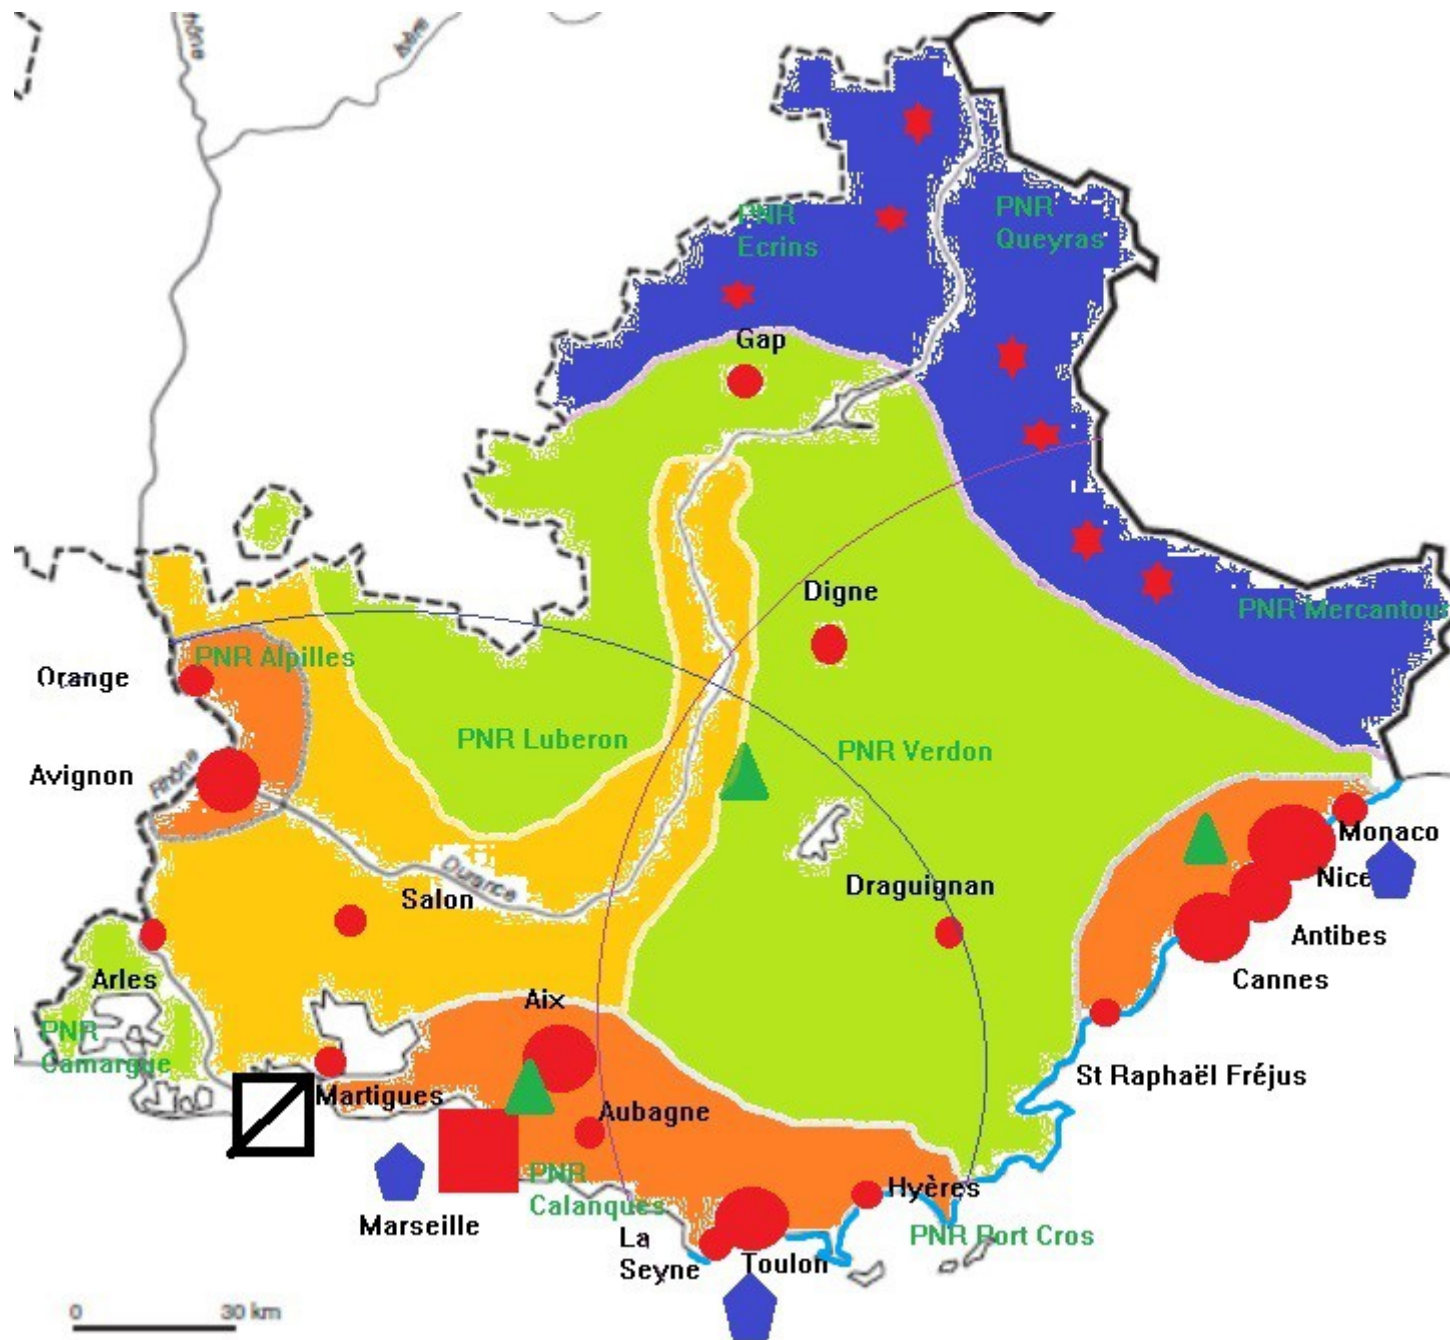 hône
Isère
PNR
Ecrins
PNR
Queyras
Gap
Digne
PNR Mercantour
PNR Alpilles
Orange
PNR Luberon
PNR Verdon
Avignon
Rhône
Monaco
Durance
Nice
Salon
Draguignan
Antibes
Arles
Cannes
Aix
PNR
Camargue
St Raphaël Fréjus
Martigues
Aubagne
PNR
Calanques
Hyères
Marseille
La
Seyne
PNR Port Cros
Toulon
0
30 km